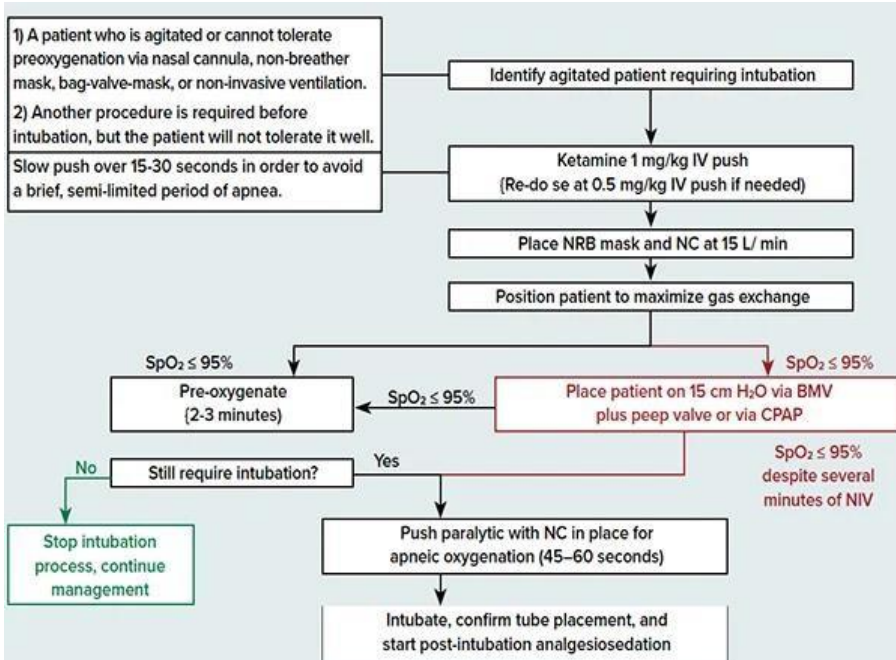 1) A patient who is agitated or cannot tolerate
preoxygenation via nasal cannula, non-breather
mask, bag-valve-mask, or non-invasive ventilation.
2) Another procedure is required before
intubation, but the patient will not tolerate it well.
Slow push over 15-30 seconds in order to avoid
a brief, semi-limited period of apnea.
Identify agitated patient requiring intubation
Ketamine 1 mg/kg IV push
{Re-do se at 0.5 mg/kg IV push if needed)
Place NRB mask and NC at 15 L/ min
Position patient to maximize gas exchange
SpO₂ ≤ 95%
Pre-oxygenate
{2-3 minutes)
SpO₂ ≤ 95%
SpO₂ ≤ 95%
Place patient on 15 cm H₂O via BMV
plus peep valve or via CPAP
SpO₂ ≤ 95%
despite several
minutes of NIV
Still require intubation?
No
Yes
Stop intubation
process, continue
management
Push paralytic with NC in place for
apneic oxygenation (45–60 seconds)
Intubate, confirm tube placement, and
start post-intubation analgesiosedation